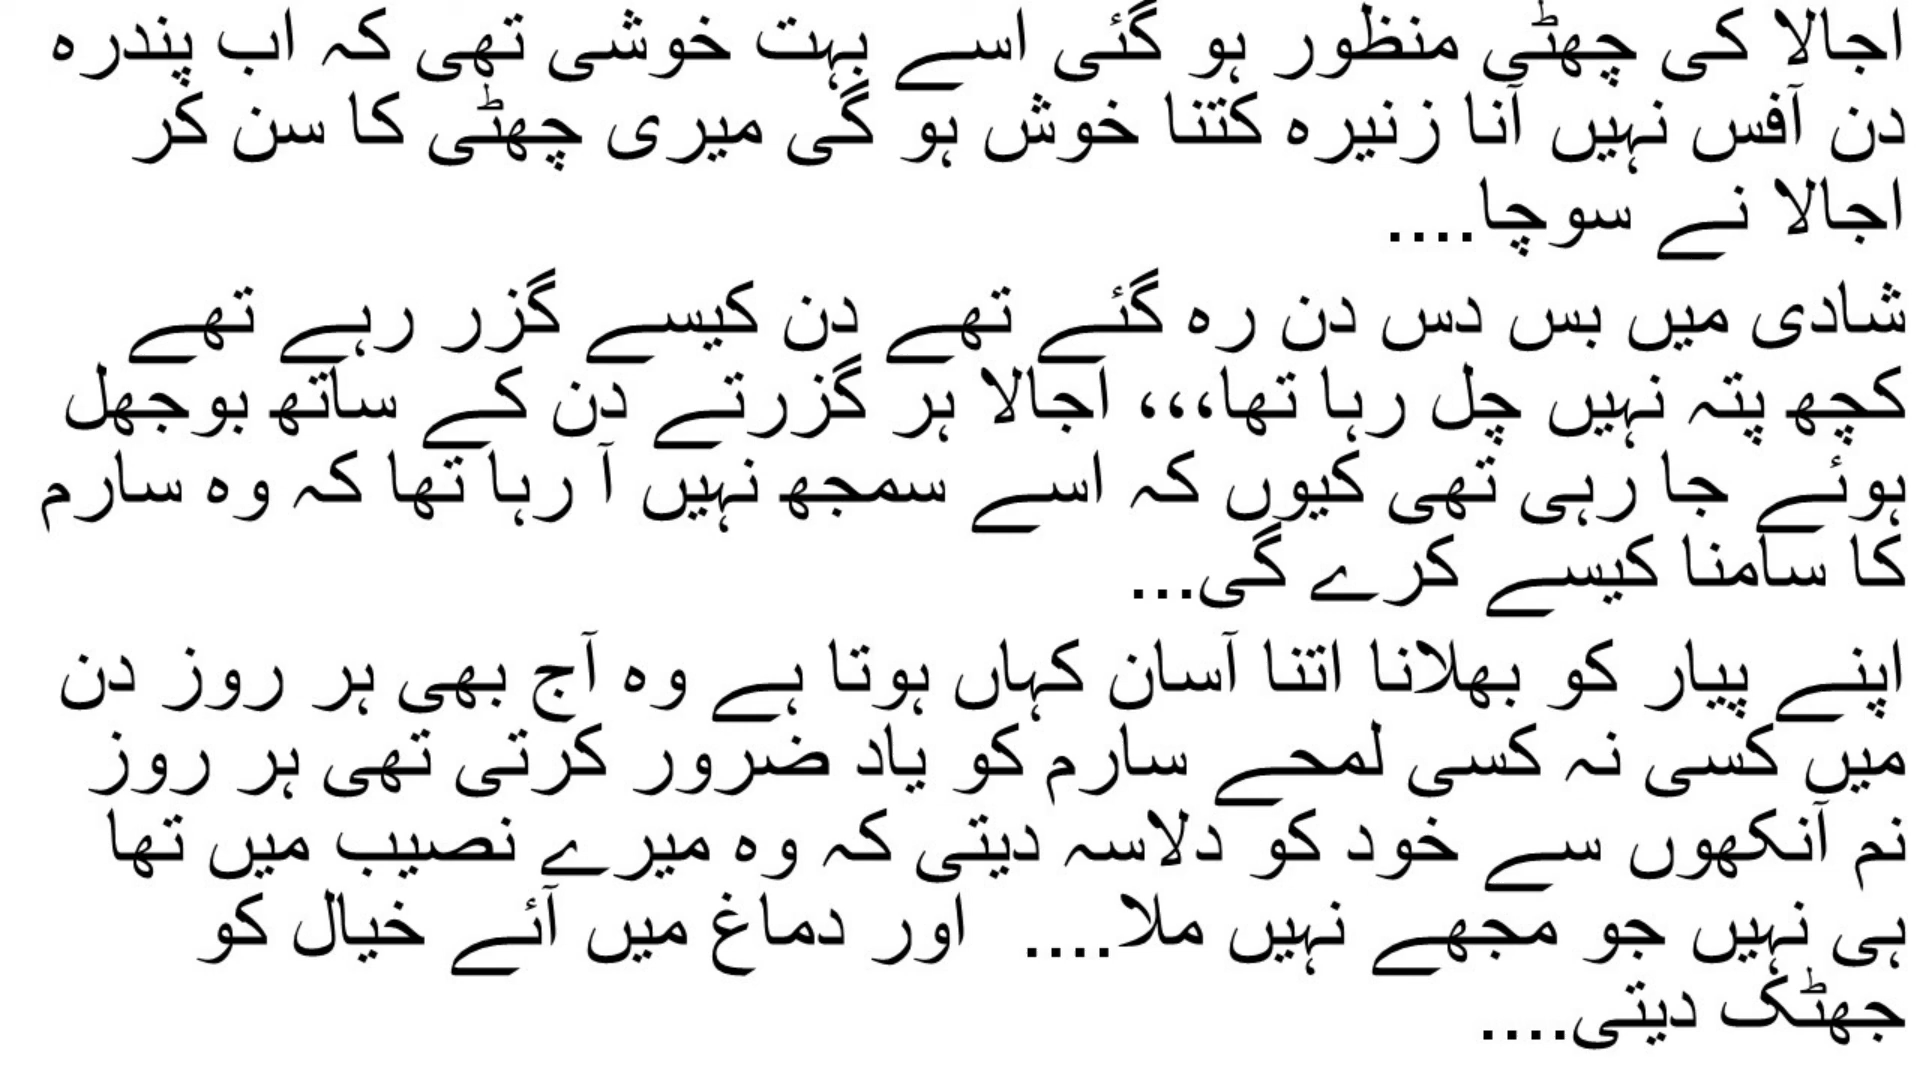 اجالا کی چھٹی منظور ہو گئی اسے بہت خوشی تھی کہ اب پندرہ
دن آفس نہیں آنا زنیرہ کتنا خوش ہو گی میری چھٹی کا سن کر
اجالا نے سوچا....
شادی میں بس دس دن رہ گئے تھے دن کیسے گزر رہے تھے
کچھ پتہ نہیں چل رہا تھا،،، اجالا ہر گزرتے دن کے ساتھ بوجھل
ہوئے جا رہی تھی کیوں کہ اسے سمجھ نہیں آ رہا تھا کہ وہ سارم
کا سامنا کیسے کرے گی...
اپنے پیار کو بھلانا اتنا آسان کہاں ہوتا ہے وہ آج بھی ہر روز دن
میں کسی نہ کسی لمحے سارم کو یاد ضرور کرتی تھی ہر روز
نم آنکھوں سے خود کو دلاسہ دیتی کہ وہ میرے نصیب میں تھا
ہی نہیں جو مجھے نہیں ملا.... اور دماغ میں آئے خیال کو
جھٹک دیتی....